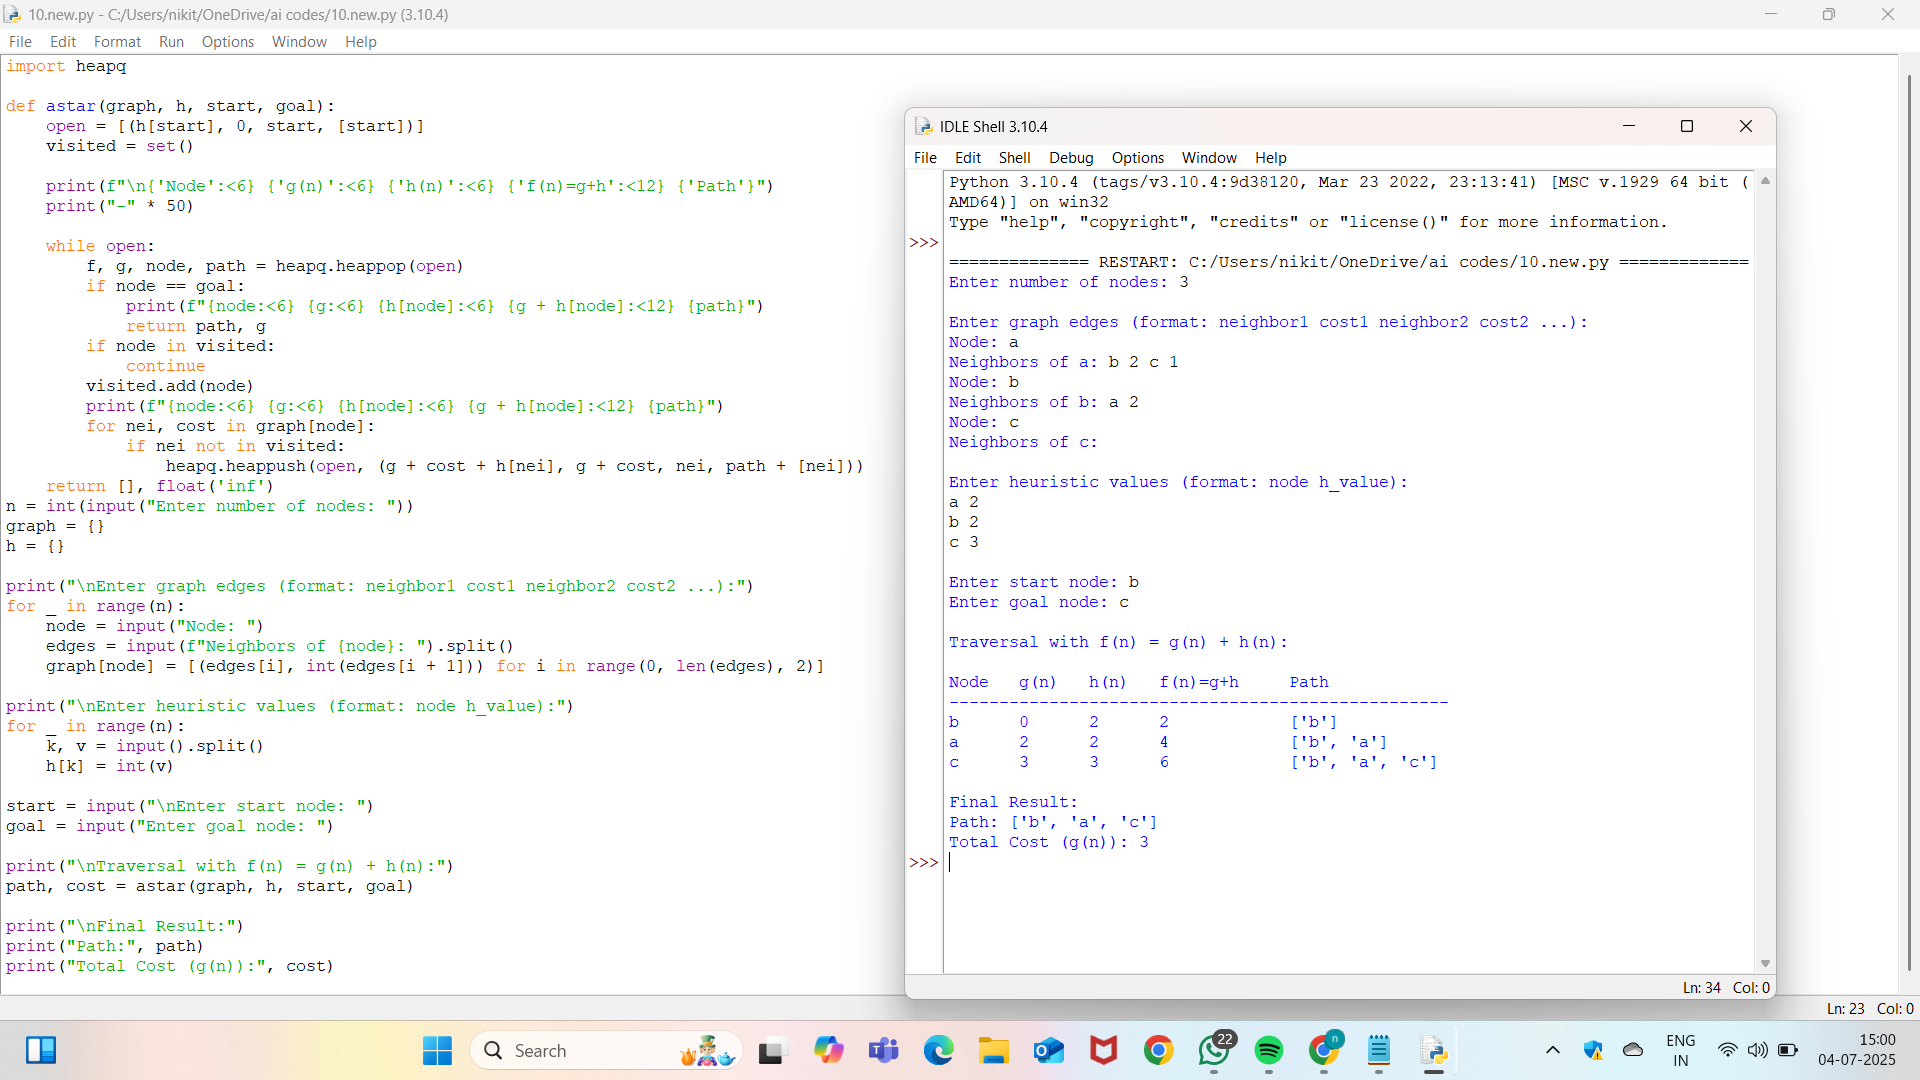 10.new.py - C:/Users/nikit/OneDrive/ai codes/10.new.py (3.10.4)
File Edit Format Run Options Window Help
import heapq

def astar(graph, h, start, goal):
    open = [(h[start], 0, start, [start])]
    visited = set()

    print(f"\n{'Node':<6} {'g(n)':<6} {'h(n)':<6} {'f(n)=g+h':<12} {'Path'}")
    print("-" * 50)

    while open:
        f, g, node, path = heapq.heappop(open)
        if node == goal:
            print(f"{node:<6} {g:<6} {h[node]:<6} {g + h[node]:<12} {path}")
            return path, g
        if node in visited:
            continue
        visited.add(node)
        print(f"{node:<6} {g:<6} {h[node]:<6} {g + h[node]:<12} {path}")
        for nei, cost in graph[node]:
            if nei not in visited:
                heapq.heappush(open, (g + cost + h[nei], g + cost, nei, path + [nei]))
    return [], float('inf')
n = int(input("Enter number of nodes: "))
graph = {}
h = {}

print("\nEnter graph edges (format: neighbor1 cost1 neighbor2 cost2 ...):")
for _ in range(n):
    node = input("Node: ")
    edges = input(f"Neighbors of {node}: ").split()
    graph[node] = [(edges[i], int(edges[i + 1])) for i in range(0, len(edges), 2)]

print("\nEnter heuristic values (format: node h_value):")
for _ in range(n):
    k, v = input().split()
    h[k] = int(v)

start = input("\nEnter start node: ")
goal = input("Enter goal node: ")

print("\nTraversal with f(n) = g(n) + h(n):")
path, cost = astar(graph, h, start, goal)

print("\nFinal Result:")
print("Path:", path)
print("Total Cost (g(n)):", cost)
Ln: 23 Col: 0
IDLE Shell 3.10.4
File Edit Shell Debug Options Window Help
Python 3.10.4 (tags/v3.10.4:9d38120, Mar 23 2022, 23:13:41) [MSC v.1929 64 bit (
AMD64)] on win32
Type "help", "copyright", "credits" or "license()" for more information.
>>>
============== RESTART: C:/Users/nikit/OneDrive/ai codes/10.new.py =============
Enter number of nodes: 3

Enter graph edges (format: neighbor1 cost1 neighbor2 cost2 ...):
Node: a
Neighbors of a: b 2 c 1
Node: b
Neighbors of b: a 2
Node: c
Neighbors of c:

Enter heuristic values (format: node h_value):
a 2
b 2
c 3

Enter start node: b
Enter goal node: c

Traversal with f(n) = g(n) + h(n):

Node   g(n)   h(n)   f(n)=g+h     Path
--------------------------------------------------
b      0      2      2            ['b']
a      2      2      4            ['b', 'a']
c      3      3      6            ['b', 'a', 'c']

Final Result:
Path: ['b', 'a', 'c']
Total Cost (g(n)): 3
>>>
Ln: 34 Col: 0
Search
22
n
ENG
IN
15:00
04-07-2025